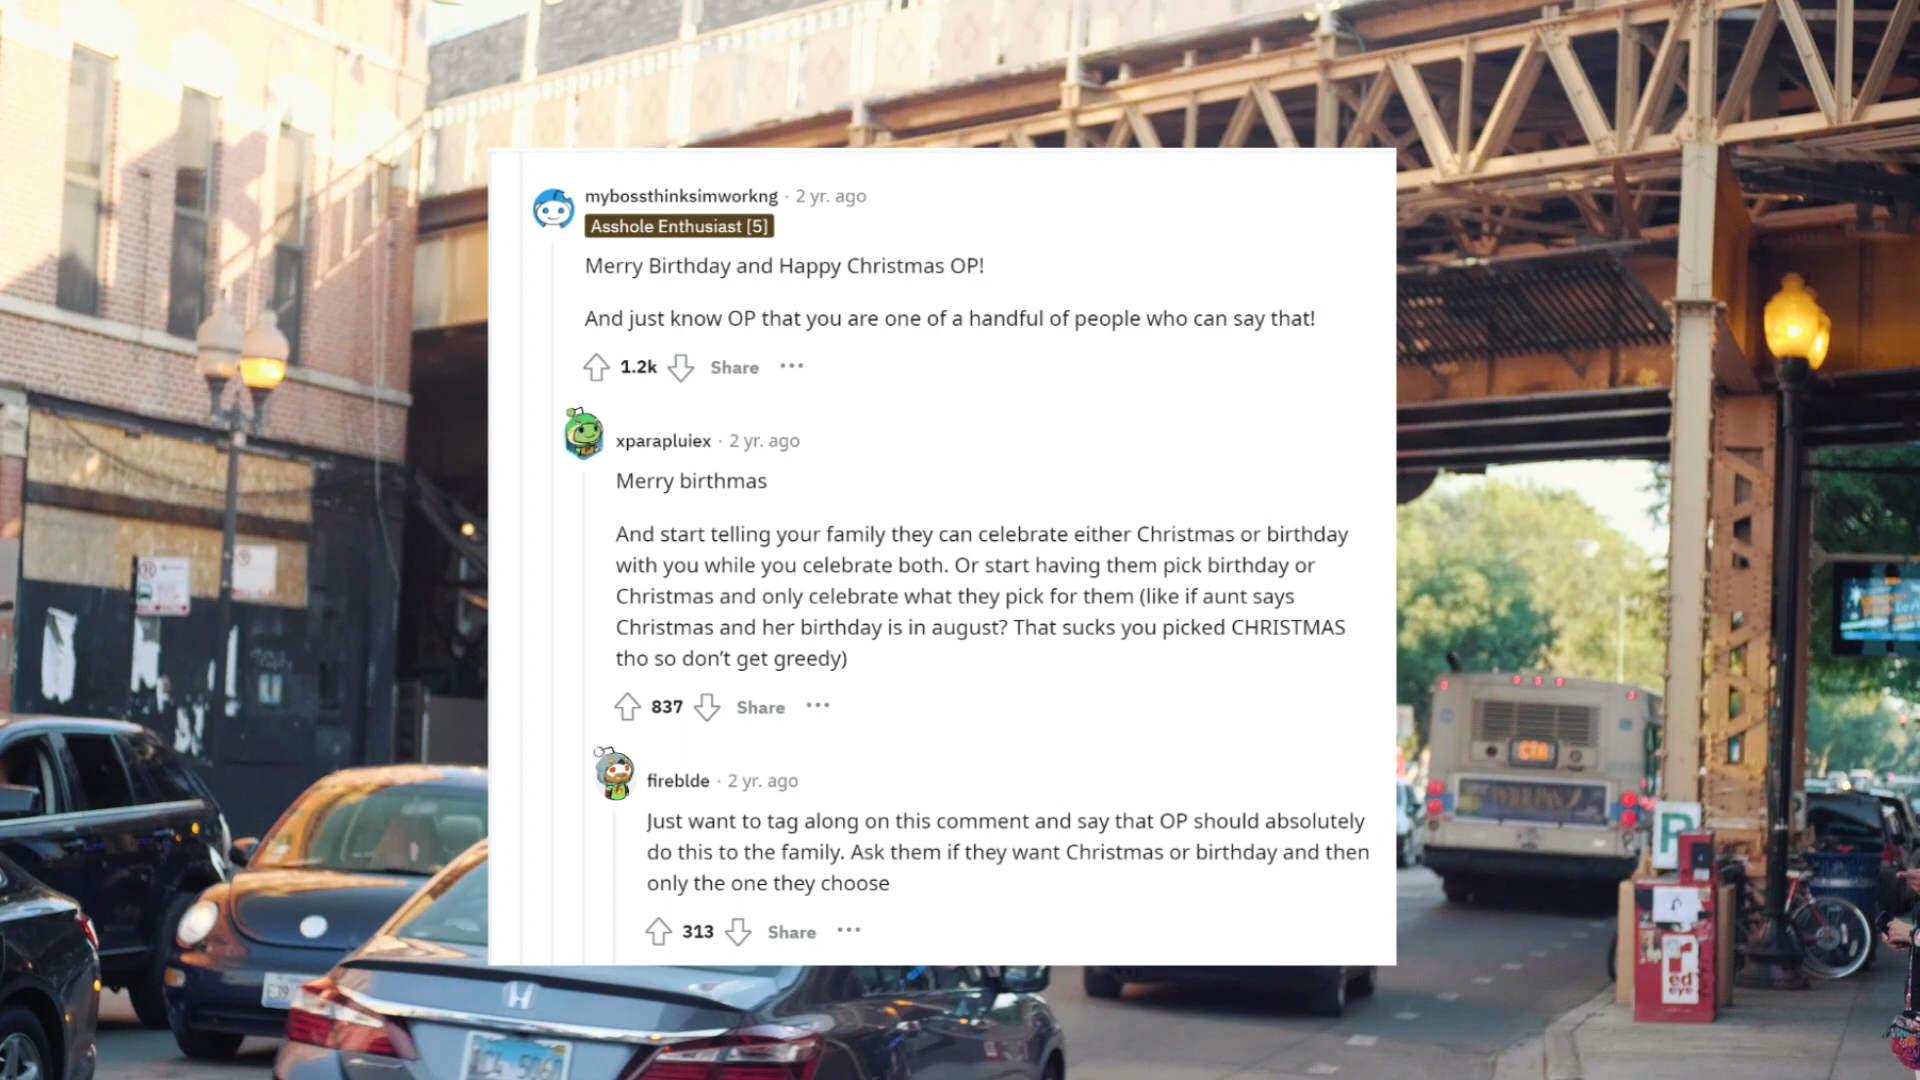 mybossthinksimworkng · 2 yr. ago
Asshole Enthusiast [5]
Merry Birthday and Happy Christmas OP!
And just know OP that you are one of a handful of people who can say that!
1.2k Share ...
xparapluiex · 2 yr. ago
Merry birthmas
And start telling your family they can celebrate either Christmas or birthday
with you while you celebrate both. Or start having them pick birthday or
Christmas and only celebrate what they pick for them (like if aunt says
Christmas and her birthday is in august? That sucks you picked CHRISTMAS
tho so don’t get greedy)
837 Share ...
fireblde · 2 yr. ago
Just want to tag along on this comment and say that OP should absolutely
do this to the family. Ask them if they want Christmas or birthday and then
only the one they choose
313 Share ...
P
red
eye